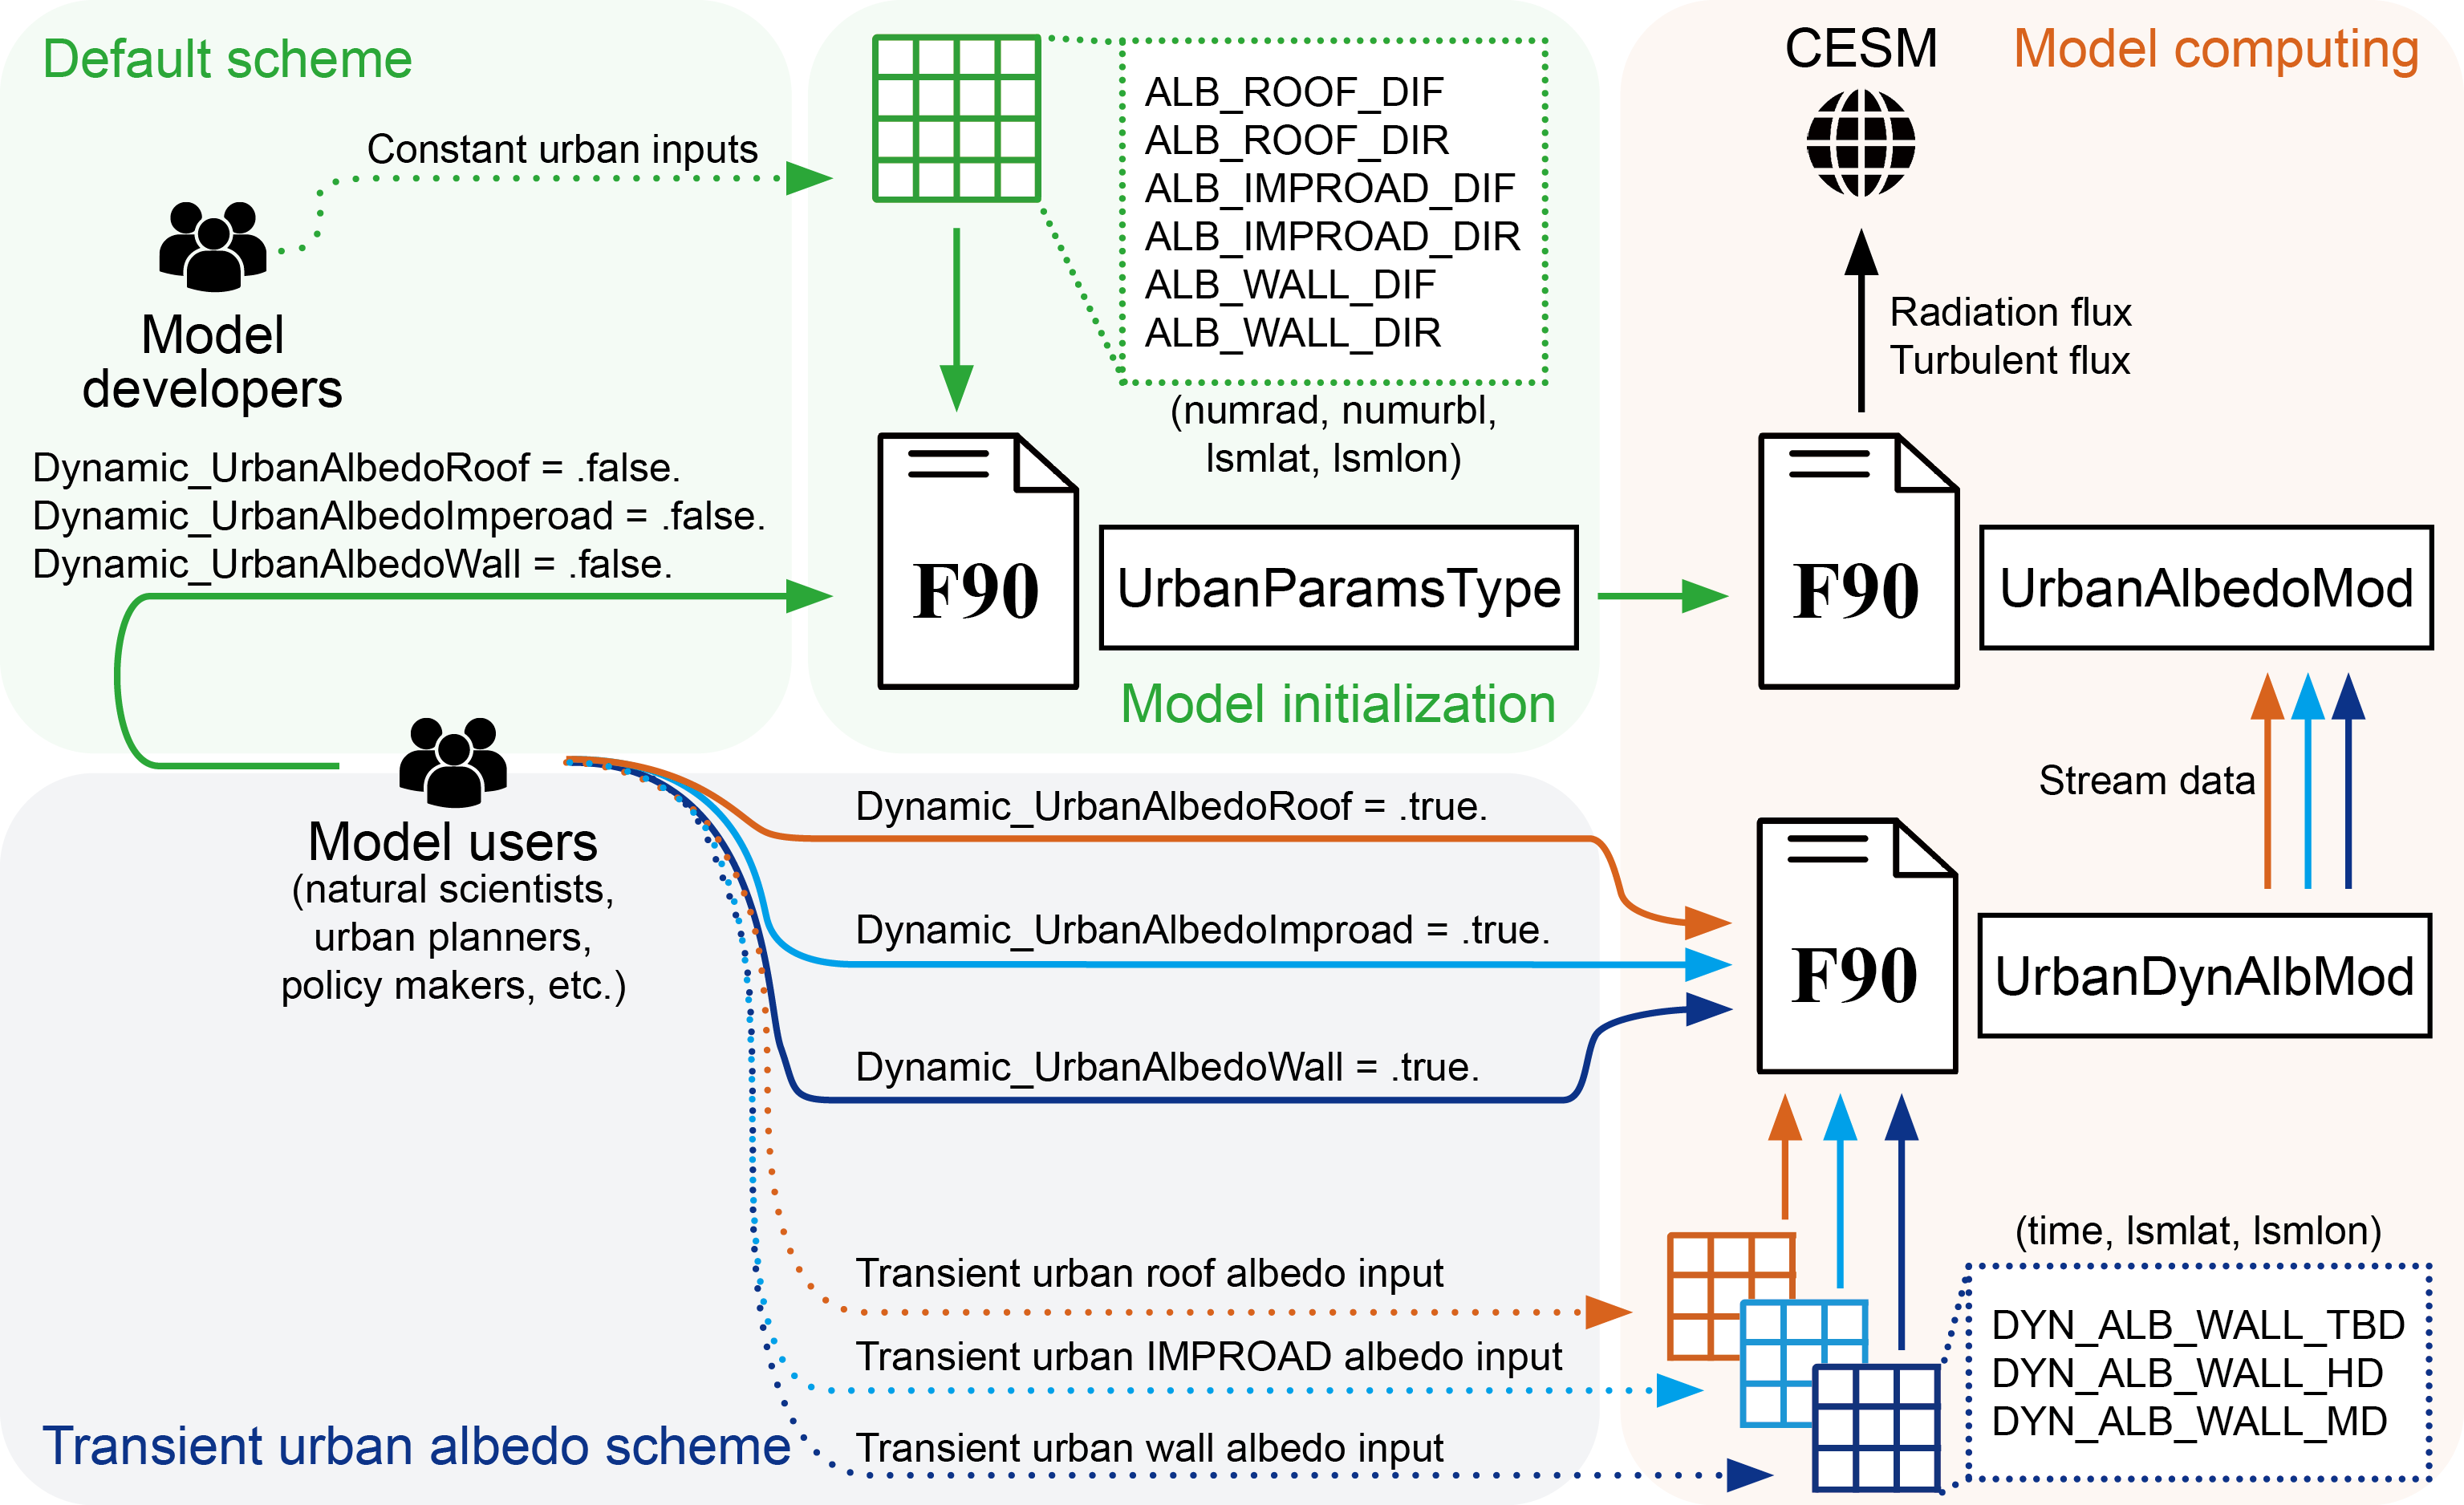 Default scheme
Constant urban inputs
Model
developers
Dynamic_UrbanAlbedoRoof = .false.
Dynamic_UrbanAlbedoImperoad = .false.
Dynamic_UrbanAlbedoWall = .false.
ALB_ROOF_DIF
ALB_ROOF_DIR
ALB_IMPROAD_DIF
ALB_IMPROAD_DIR
ALB_WALL_DIF
ALB_WALL_DIR
(numrad, numurbl,
lsmlat, lsmlon)
F90
UrbanParamsType
Model initialization
CESM
Model computing
Radiation flux
Turbulent flux
F90
UrbanAlbedoMod
Stream data
Model users
(natural scientists,
urban planners,
policy makers, etc.)
Dynamic_UrbanAlbedoRoof = .true.
Dynamic_UrbanAlbedoImproad = .true.
Dynamic_UrbanAlbedoWall = .true.
F90
UrbanDynAlbMod
Transient urban roof albedo input
Transient urban IMPROAD albedo input
Transient urban wall albedo input
Transient urban albedo scheme
(time, lsmlat, lsmlon)
DYN_ALB_WALL_TBD
DYN_ALB_WALL_HD
DYN_ALB_WALL_MD